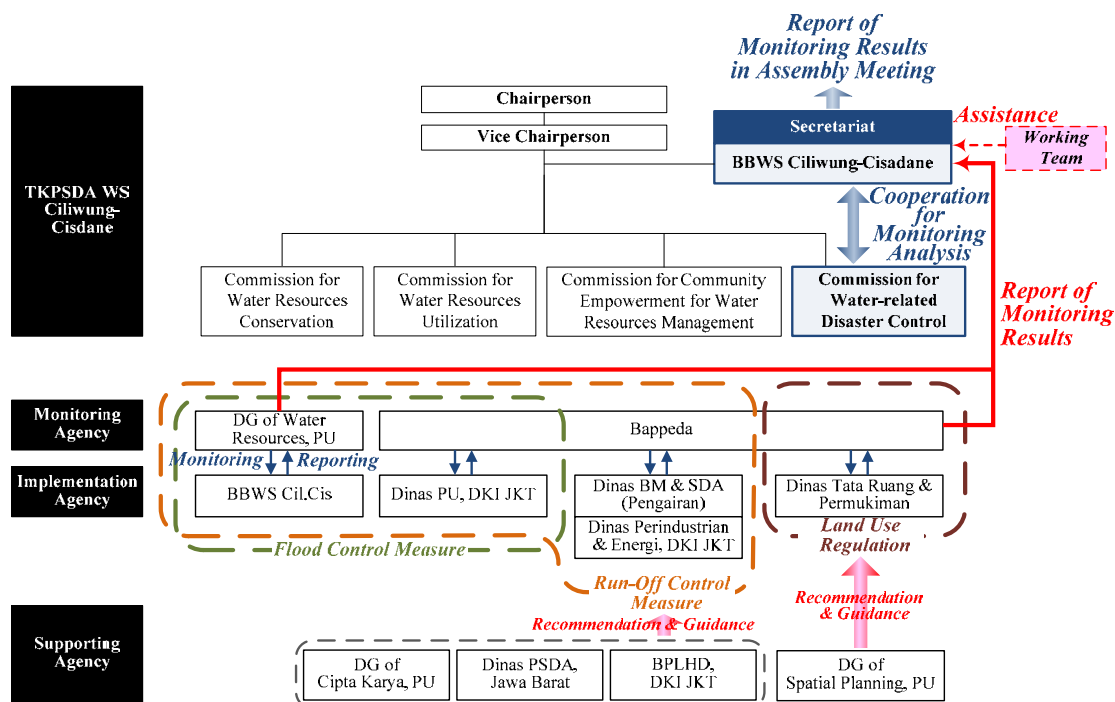 Report of
Monitoring Results
in Assembly Meeting
Chairperson
Vice Chairperson
Secretariat
BBWS Ciliwung-Cisadane
Assistance
Working
Team
TKPSDA WS
Ciliwung-
Cisdane
Cooperation
for
Monitoring
Analysis
Commission for
Water Resources
Conservation
Commission for
Water Resources
Utilization
Commission for Community
Empowerment for Water
Resources Management
Commission for
Water-related
Disaster Control
Report of
Monitoring
Results
Monitoring
Agency
DG of Water
Resources, PU
Bappeda
Monitoring
Reporting
Implementation
Agency
BBWS Cil.Cis
Dinas PU, DKI JKT
Dinas BM & SDA
(Pengairan)
Dinas Perindustrian
& Energi, DKI JKT
Dinas Tata Ruang &
Permukiman
Flood Control Measure
Land Use
Regulation
Run-Off Control
Measure
Recommendation & Guidance
Recommendation
& Guidance
Supporting
Agency
DG of
Cipta Karya, PU
Dinas PSDA,
Jawa Barat
BPLHD,
DKI JKT
DG of
Spatial Planning, PU